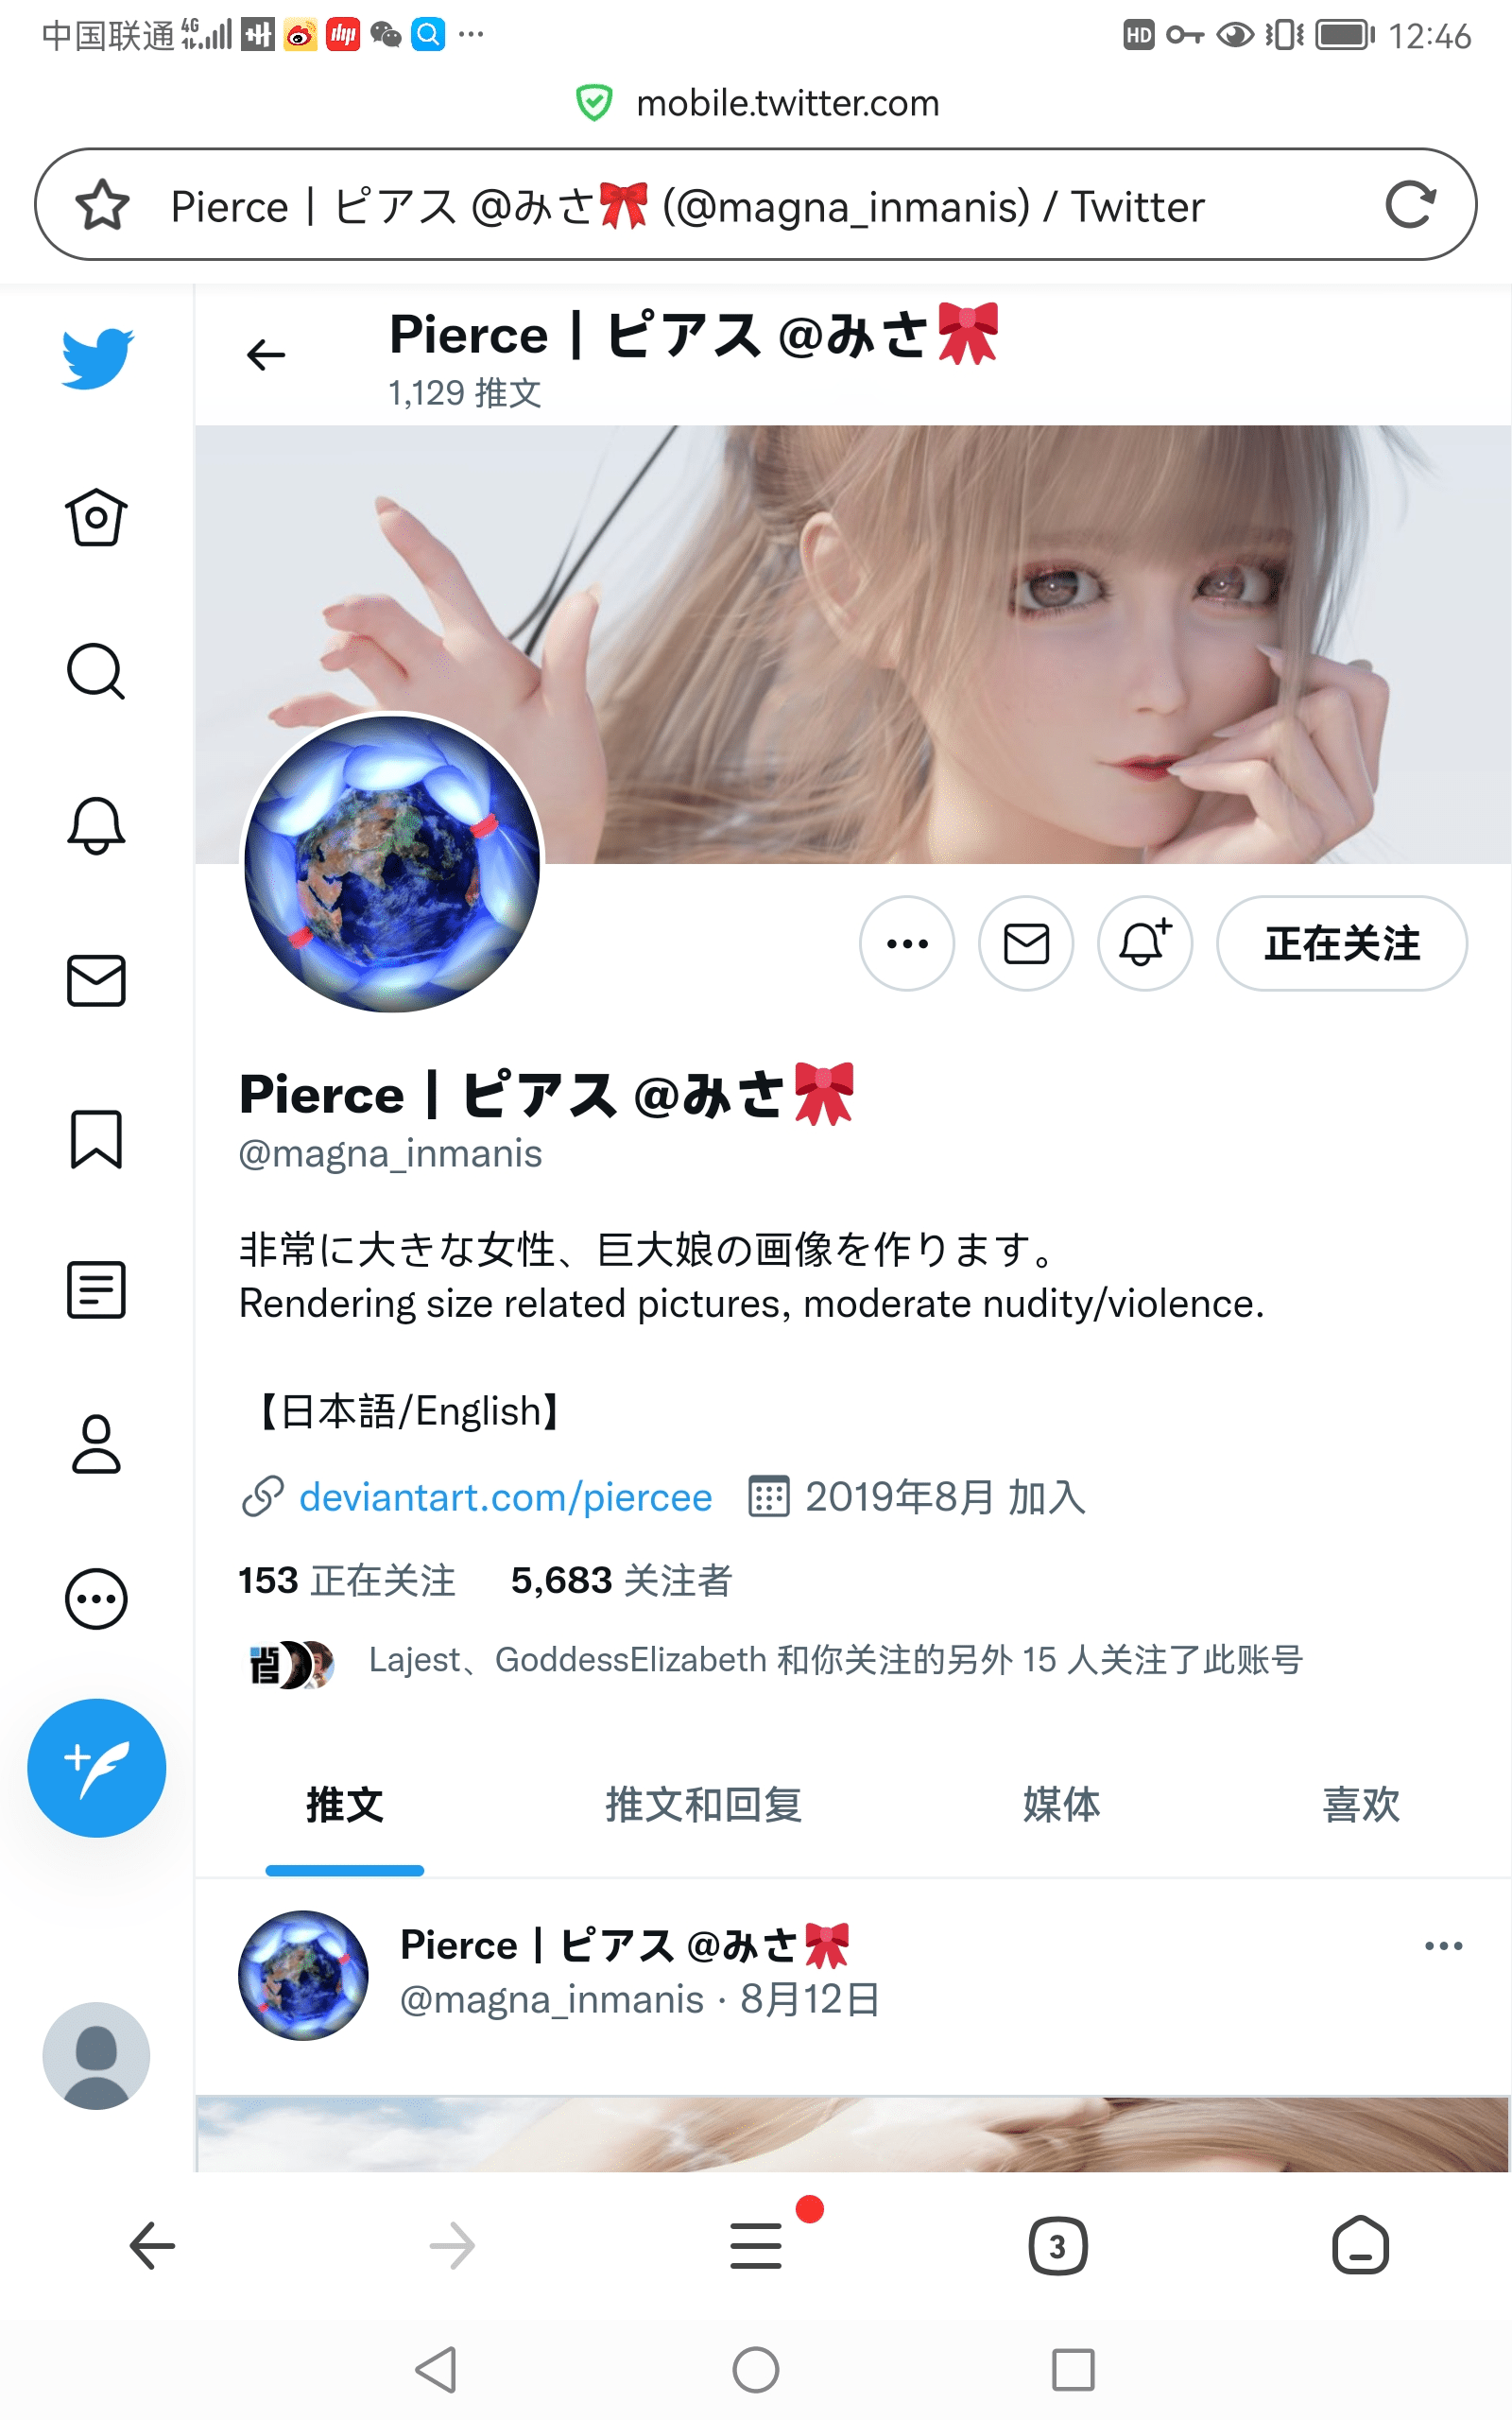 中国联通 4G HD 12:46
mobile.twitter.com
Pierce | ピアス @みさ🎀 (@magna_inmanis) / Twitter
Pierce | ピアス @みさ🎀
1,129 推文
正在关注
Pierce | ピアス @みさ🎀
@magna_inmanis
非常に大きな女性、巨大娘の画像を作ります。
Rendering size related pictures, moderate nudity/violence.
【日本語/English】
deviantart.com/piercee 2019年8月 加入
153 正在关注 5,683 关注者
Lajest、GoddessElizabeth 和你关注的另外 15 人关注了此账号
推文 推文和回复 媒体 喜欢
Pierce | ピアス @みさ🎀
@magna_inmanis · 8月12日
3